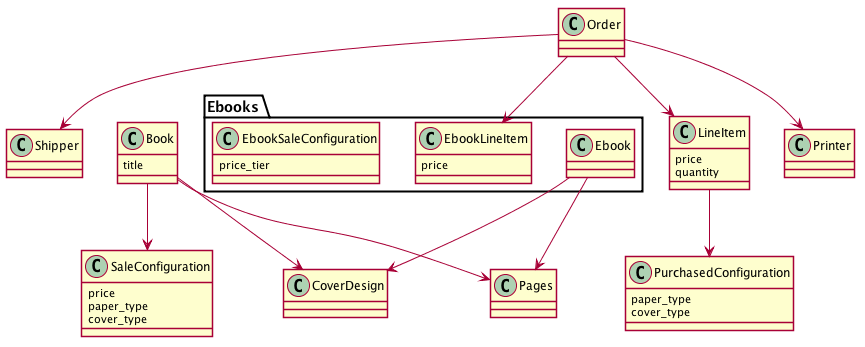 C Order
Ebooks
C Shipper
C Book
title
C EbookSaleConfiguration
price_tier
C EbookLineItem
price
C Ebook
C LineItem
price
quantity
C Printer
C SaleConfiguration
price
paper_type
cover_type
C CoverDesign
C Pages
C PurchasedConfiguration
paper_type
cover_type